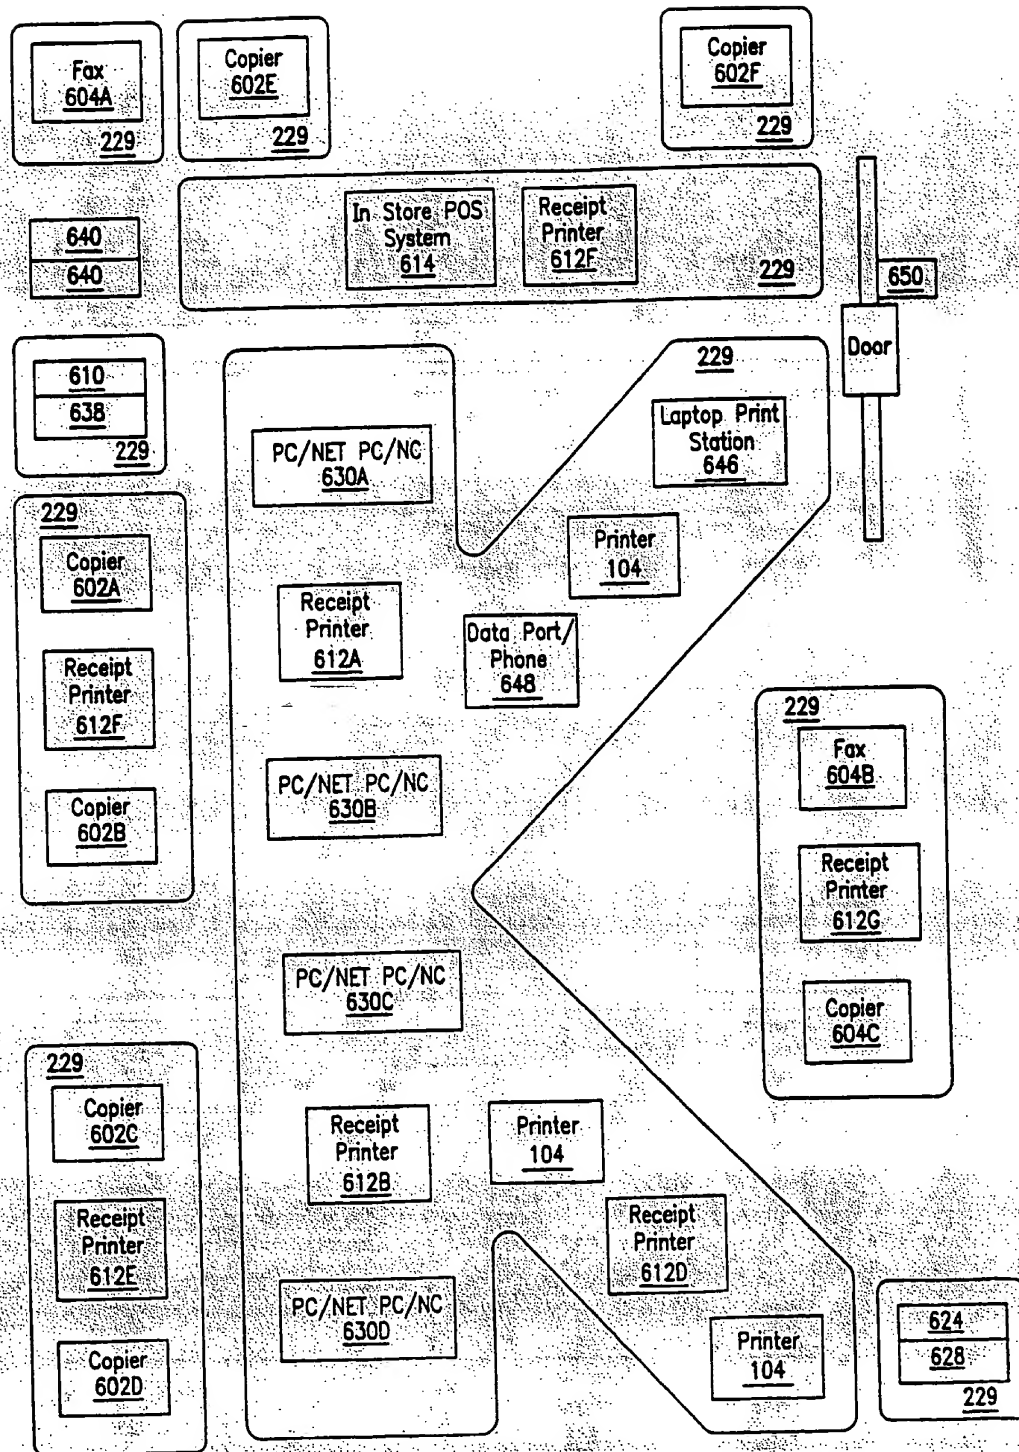 Fax
604A
229
Copier
602E
229
Copier
602F
229
640
640
In Store POS
System
614
Receipt
Printer
612F
229
650
Door
610
638
229
229
Laptop Print
Station
646
PC/NET PC/NC
630A
Printer
104
229
Copier
602A
Receipt
Printer
612F
Copier
602B
Receipt
Printer
612A
Data Port/
Phone
648
PC/NET PC/NC
630B
229
Fax
604B
Receipt
Printer
612G
Copier
604C
PC/NET PC/NC
630C
229
Copier
602C
Receipt
Printer
612E
Copier
602D
Receipt
Printer
612B
Printer
104
Receipt
Printer
612D
PC/NET PC/NC
630D
Printer
104
624
628
229